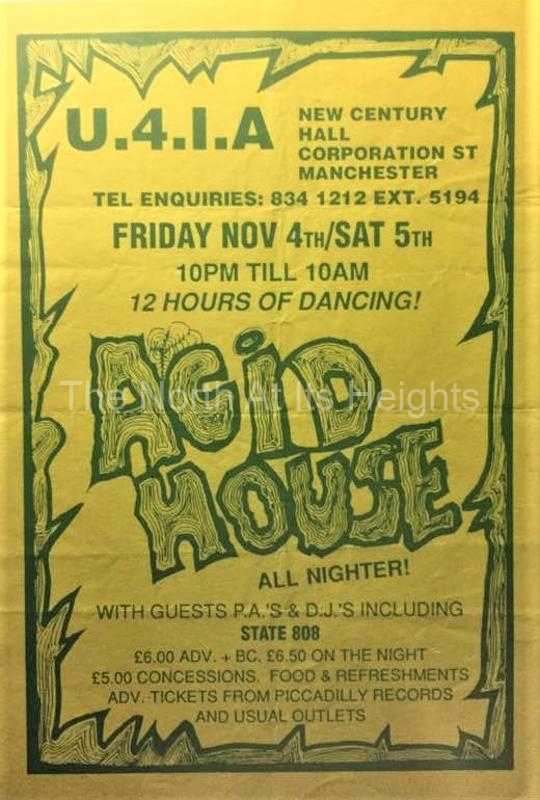 U.4.I.A
NEW CENTURY
HALL
CORPORATION ST
MANCHESTER
TEL ENQUIRIES: 834 1212 EXT. 5194
FRIDAY NOV 4TH/SAT 5TH
10PM TILL 10AM
12 HOURS OF DANCING!
ACID
The North At Its Heights
HOUSE
ALL NIGHTER!
WITH GUESTS P.A.'S & D.J.'S INCLUDING
STATE 808
£6.00 ADV. + BC. £6.50 ON THE NIGHT
£5.00 CONCESSIONS. FOOD & REFRESHMENTS
ADV. TICKETS FROM PICCADILLY RECORDS
AND USUAL OUTLETS